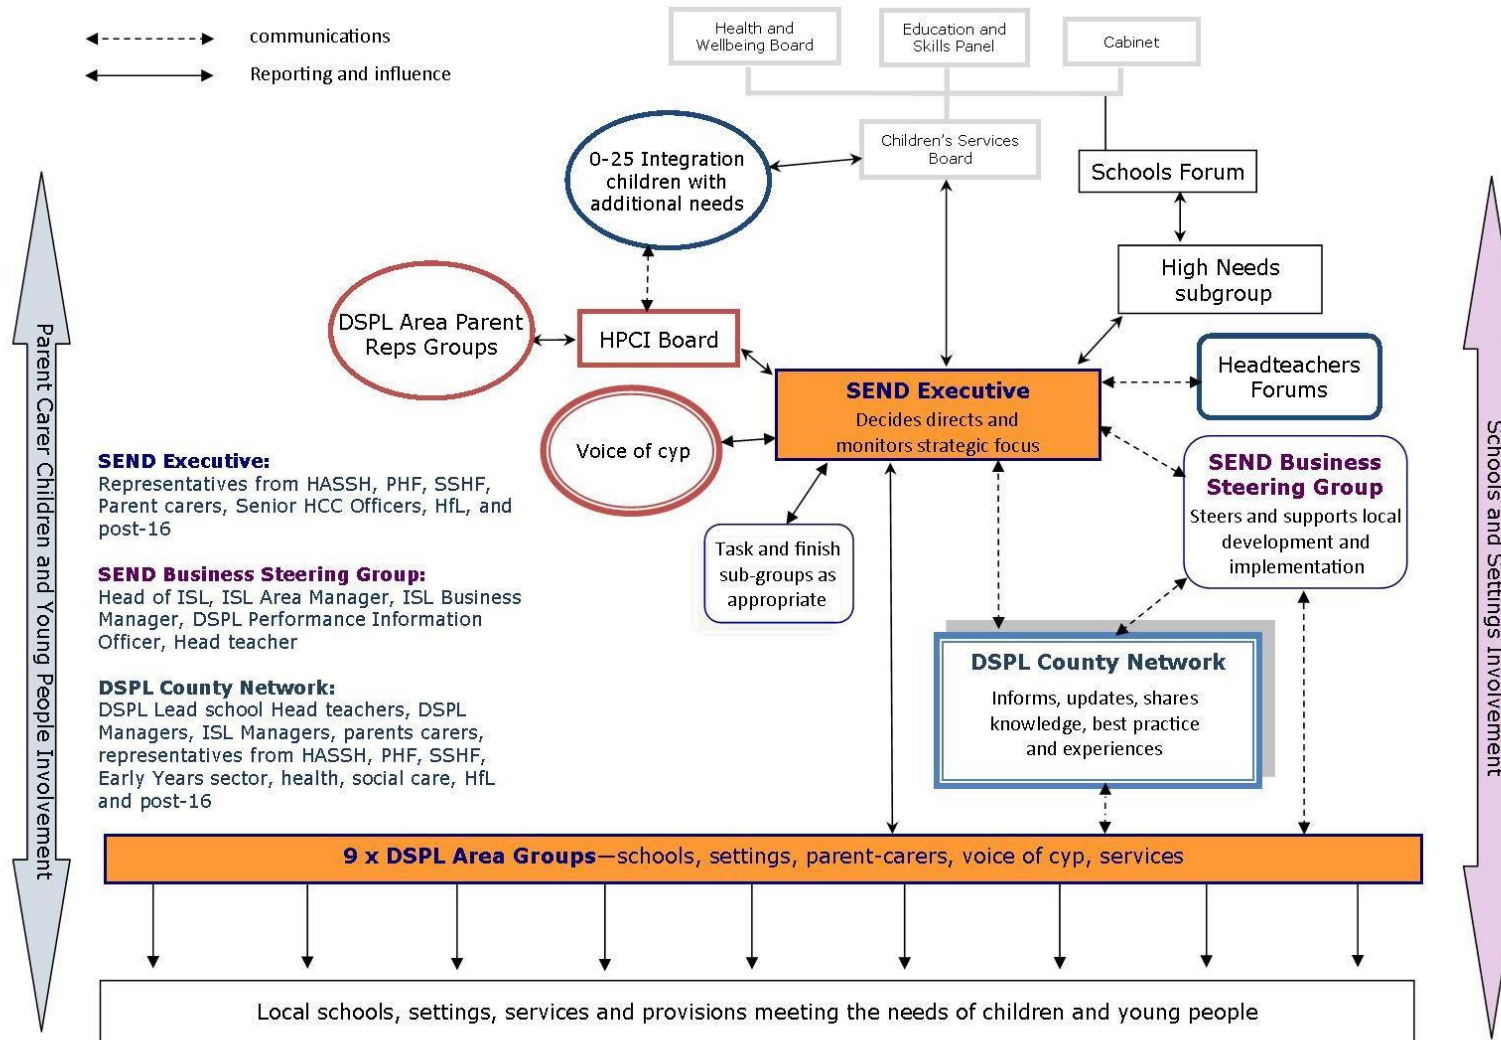 communications
Reporting and influence
Health and
Wellbeing Board
Education and
Skills Panel
Cabinet
Children's Services
Board
0-25 Integration
children with
additional needs
Schools Forum
High Needs
subgroup
DSPL Area Parent
Reps Groups
HPCI Board
SEND Executive
Decides directs and
monitors strategic focus
Headteachers
Forums
Voice of cyp
SEND Business
Steering Group
Steers and supports local
development and
implementation
Task and finish
sub-groups as
appropriate
SEND Executive:
Representatives from HASSH, PHF, SSHF,
Parent carers, Senior HCC Officers, HfL, and
post-16
SEND Business Steering Group:
Head of ISL, ISL Area Manager, ISL Business
Manager, DSPL Performance Information
Officer, Head teacher
DSPL County Network:
DSPL Lead school Head teachers, DSPL
Managers, ISL Managers, parents carers,
representatives from HASSH, PHF, SSHF,
Early Years sector, health, social care, HfL
and post-16
DSPL County Network
Informs, updates, shares
knowledge, best practice
and experiences
9 x DSPL Area Groups—schools, settings, parent-carers, voice of cyp, services
Local schools, settings, services and provisions meeting the needs of children and young people
Parent Carer Children and Young People Involvement
Schools and Settings Involvement